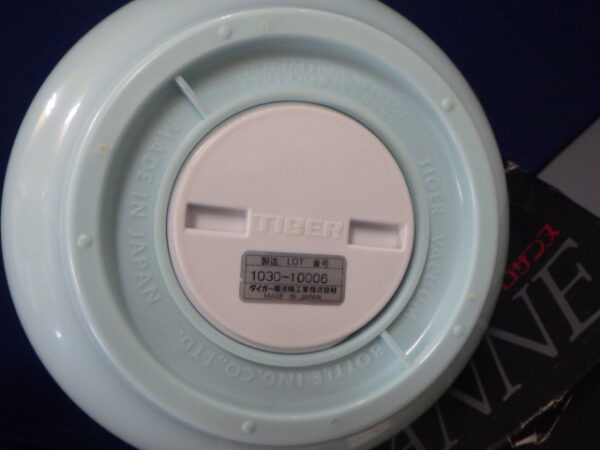 MADE IN JAPAN
TIGER VACUUM
BOTTLE IND.CO.,LTD.
TIGER
製造 LOT 番号
1030-10006
タイガー魔法瓶工業株式会社
MADE IN JAPAN
ANNE